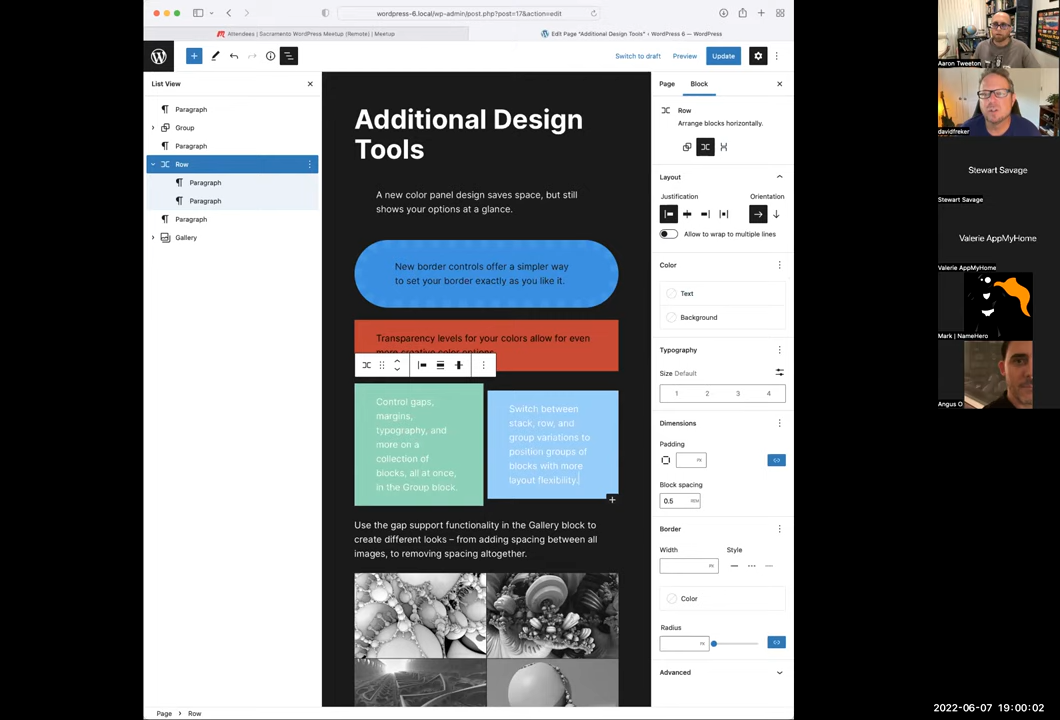 wordpress-6.local/wp-admin/post.php?post=17&action=edit
Attendees | Sacramento WordPress Meetup (Remote) | Meetup
Edit Page "Additional Design Tools" ‹ WordPress 6 — WordPress
Switch to draft
Preview
Update
List View
Paragraph
Group
Paragraph
Row
Paragraph
Paragraph
Paragraph
Gallery
Page
Row
Additional Design
Tools
A new color panel design saves space, but still
shows your options at a glance.
New border controls offer a simpler way
to set your border exactly as you like it.
Transparency levels for your colors allow for even
more creative color options.
Control gaps,
margins,
typography, and
more on a
collection of
blocks, all at once,
in the Group block.
Switch between
stack, row, and
group variations to
position groups of
blocks with more
layout flexibility.
Use the gap support functionality in the Gallery block to
create different looks – from adding spacing between all
images, to removing spacing altogether.
Page
Block
Row
Arrange blocks horizontally.
Layout
Justification
Orientation
Allow to wrap to multiple lines
Color
Text
Background
Typography
Size Default
1 2 3 4
Dimensions
Padding
PX
Block spacing
0.5 REM
Border
Width
Style
PX
Color
Radius
PX
Advanced
Aaron Tweeton
davidfreker
Stewart Savage
Stewart Savage
Valerie AppMyHome
Valerie AppMyHome
Mark | NameHero
Angus O
2022-06-07 19:00:02